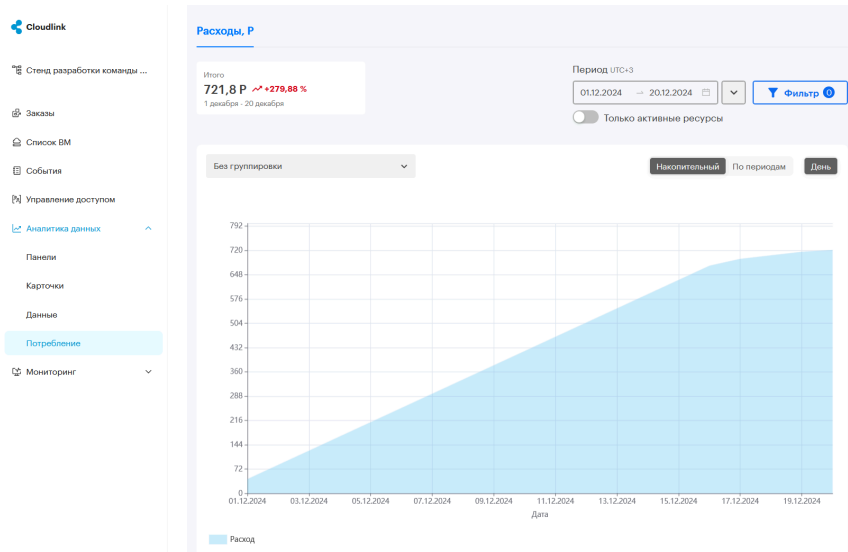 Cloudlink
Стенд разработки команды ...
Заказы
Список ВМ
События
Управление доступом
Аналитика данных
Панели
Карточки
Данные
Потребление
Мониторинг
Расходы, Р
Итого
721,8 Р +279,88 %
1 декабря - 20 декабря
Период UTC+3
01.12.2024 → 20.12.2024
Фильтр 0
Только активные ресурсы
Без группировки
Накопительный По периодам День
792
720
648
576
504
432
360
288
216
144
72
0
01.12.2024 03.12.2024 05.12.2024 07.12.2024 09.12.2024 11.12.2024 13.12.2024 15.12.2024 17.12.2024 19.12.2024
Дата
Расход